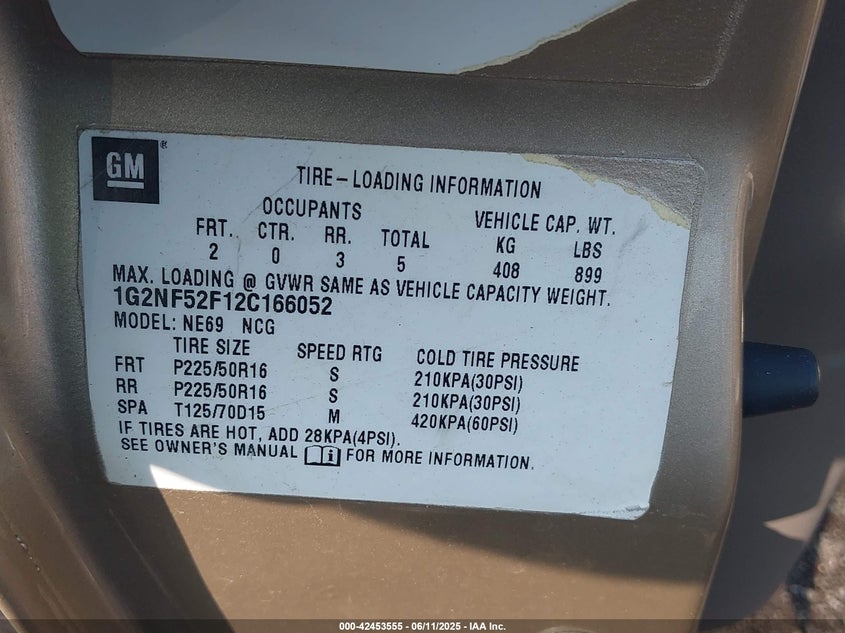 GM ®
TIRE-LOADING INFORMATION
OCCUPANTS VEHICLE CAP. WT.
FRT. CTR. RR. TOTAL KG LBS
2 0 3 5 408 899
MAX. LOADING @ GVWR SAME AS VEHICLE CAPACITY WEIGHT.
1G2NF52F12C166052
MODEL: NE69 NCG
TIRE SIZE SPEED RTG COLD TIRE PRESSURE
FRT P225/50R16 S 210KPA(30PSI)
RR P225/50R16 S 210KPA(30PSI)
SPA T125/70D15 M 420KPA(60PSI)
IF TIRES ARE HOT, ADD 28KPA(4PSI).
SEE OWNER'S MANUAL i FOR MORE INFORMATION.
000-42453555 - 06/11/2025 - IAA Inc.